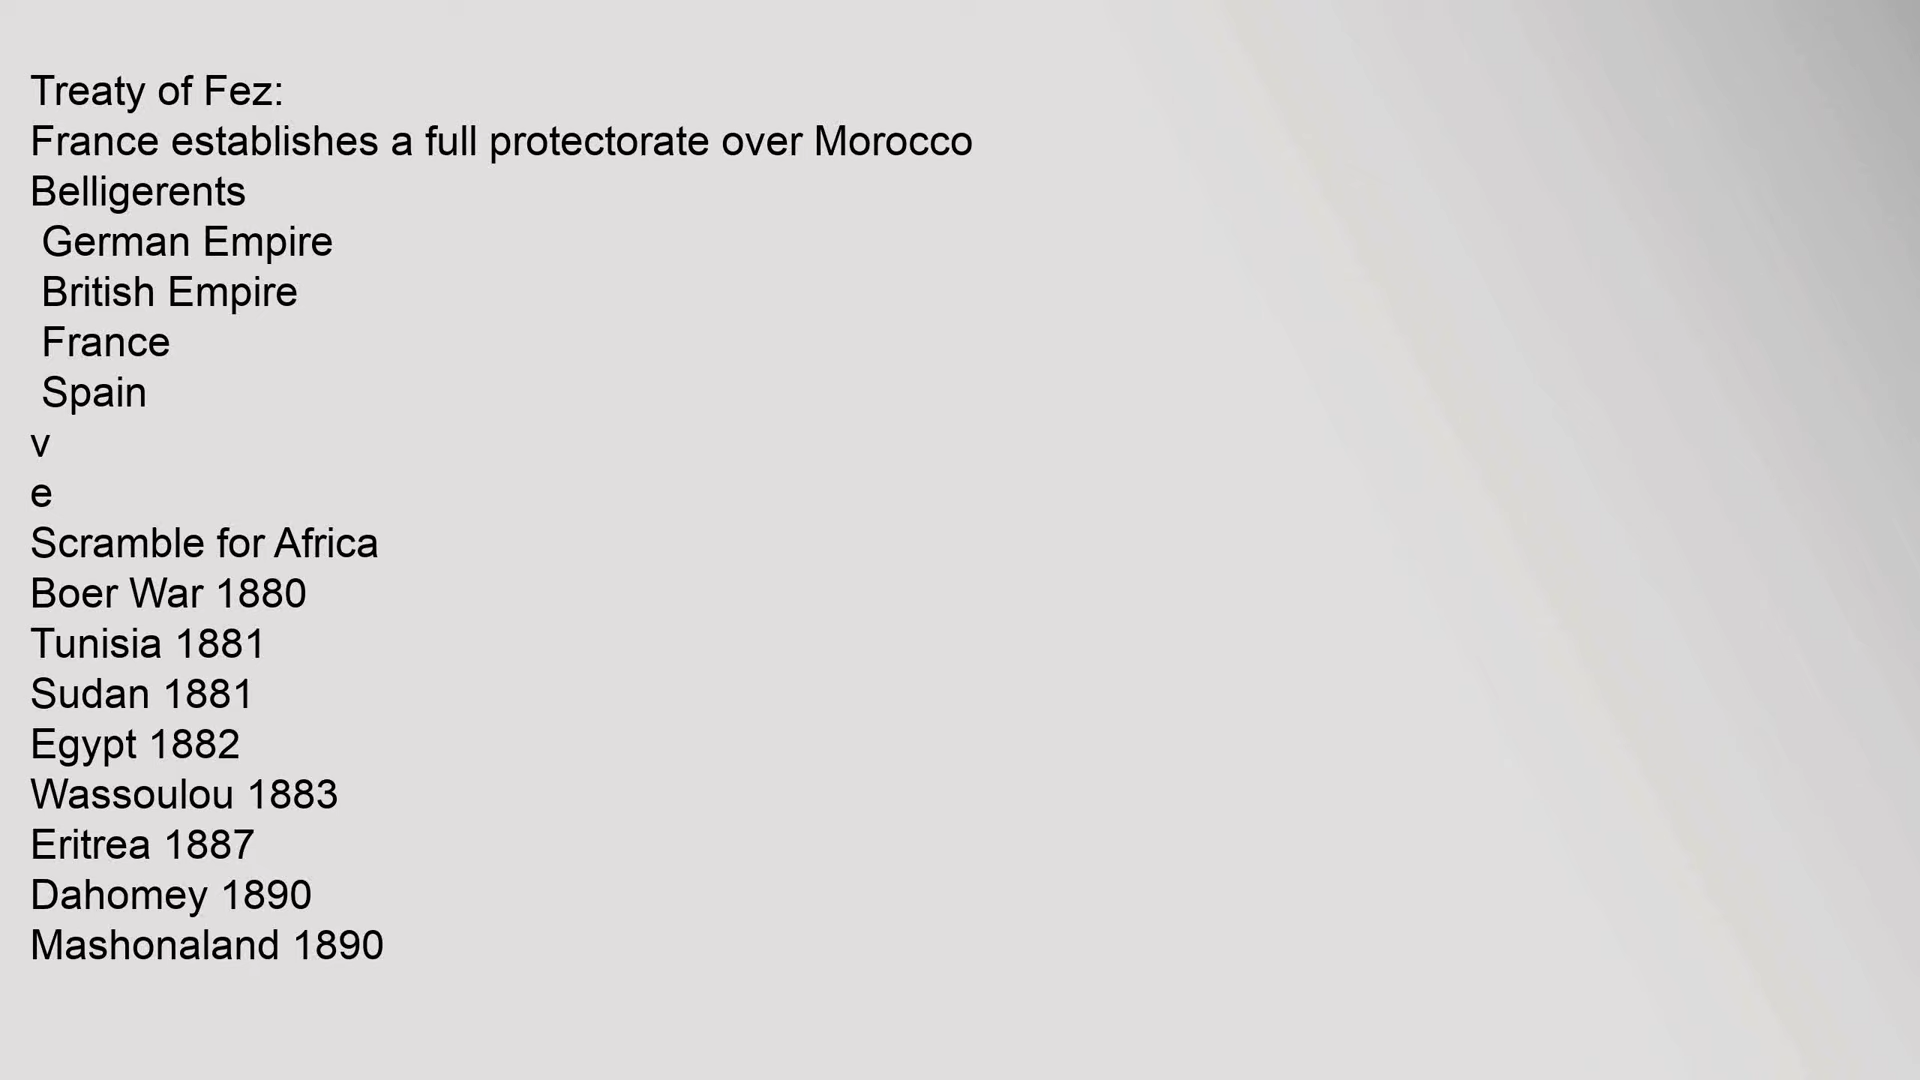 Treaty of Fez:
France establishes a full protectorate over Morocco
Belligerents
German Empire
British Empire
France
Spain
v
e
Scramble for Africa
Boer War 1880
Tunisia 1881
Sudan 1881
Egypt 1882
Wassoulou 1883
Eritrea 1887
Dahomey 1890
Mashonaland 1890